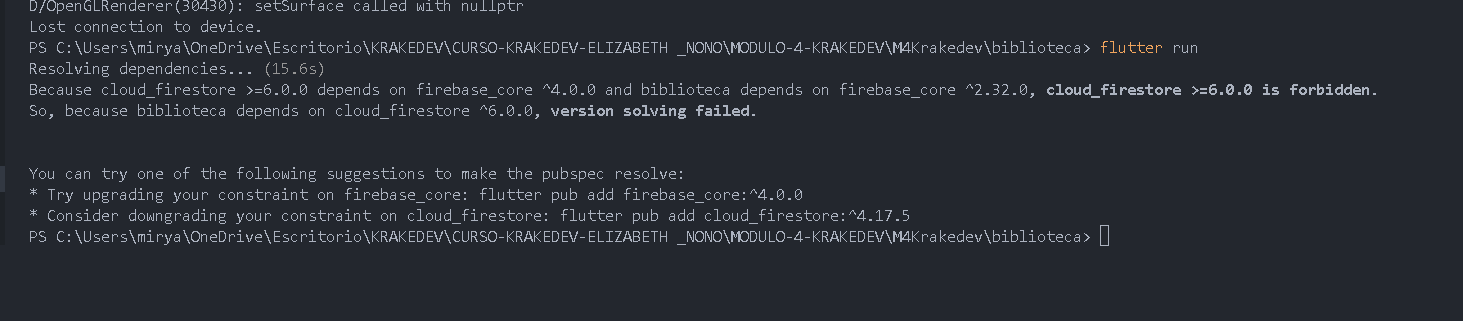 D/OpenGLRenderer(30430): setSurface called with nullptr
Lost connection to device.
PS C:\Users\mirya\OneDrive\Escritorio\KRAKEDEV\CURSO-KRAKEDEV-ELIZABETH _NONO\MODULO-4-KRAKEDEV\M4Krakedev\biblioteca> flutter run
Resolving dependencies... (15.6s)
Because cloud_firestore >=6.0.0 depends on firebase_core ^4.0.0 and biblioteca depends on firebase_core ^2.32.0, cloud_firestore >=6.0.0 is forbidden.
So, because biblioteca depends on cloud_firestore ^6.0.0, version solving failed.
You can try one of the following suggestions to make the pubspec resolve:
* Try upgrading your constraint on firebase_core: flutter pub add firebase_core:^4.0.0
* Consider downgrading your constraint on cloud_firestore: flutter pub add cloud_firestore:^4.17.5
PS C:\Users\mirya\OneDrive\Escritorio\KRAKEDEV\CURSO-KRAKEDEV-ELIZABETH _NONO\MODULO-4-KRAKEDEV\M4Krakedev\biblioteca>